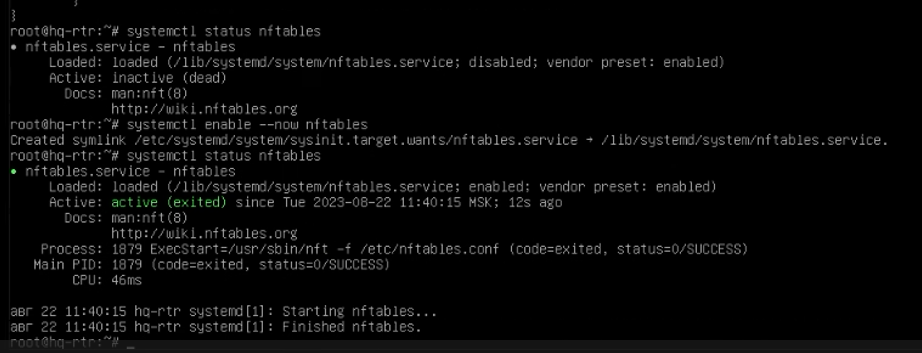 }
}
root@hq-rtr:~# systemctl status nftables
● nftables.service - nftables
Loaded: loaded (/lib/systemd/system/nftables.service; disabled; vendor preset: enabled)
Active: inactive (dead)
Docs: man:nft(8)
http://wiki.nftables.org
root@hq-rtr:~# systemctl enable --now nftables
Created symlink /etc/systemd/system/sysinit.target.wants/nftables.service → /lib/systemd/system/nftables.service.
root@hq-rtr:~# systemctl status nftables
● nftables.service - nftables
Loaded: loaded (/lib/systemd/system/nftables.service; enabled; vendor preset: enabled)
Active: active (exited) since Tue 2023-08-22 11:40:15 MSK; 12s ago
Docs: man:nft(8)
http://wiki.nftables.org
Process: 1879 ExecStart=/usr/sbin/nft -f /etc/nftables.conf (code=exited, status=0/SUCCESS)
Main PID: 1879 (code=exited, status=0/SUCCESS)
CPU: 46ms
авг 22 11:40:15 hq-rtr systemd[1]: Starting nftables...
авг 22 11:40:15 hq-rtr systemd[1]: Finished nftables.
root@hq-rtr:~# _